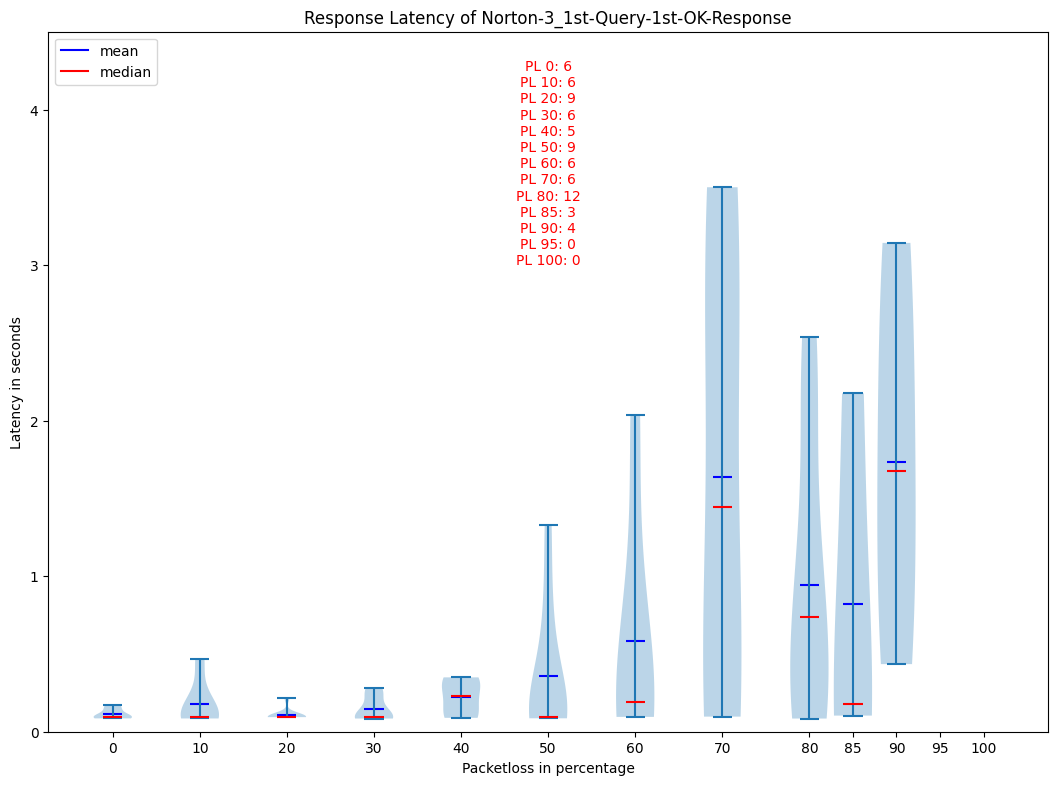 Response Latency of Norton-3_1st-Query-1st-OK-Response
mean
median
PL 0: 6
PL 10: 6
PL 20: 9
PL 30: 6
PL 40: 5
PL 50: 9
PL 60: 6
PL 70: 6
PL 80: 12
PL 85: 3
PL 90: 4
PL 95: 0
PL 100: 0
Latency in seconds
4
3
2
1
0
0 10 20 30 40 50 60 70 80 85 90 95 100
Packetloss in percentage